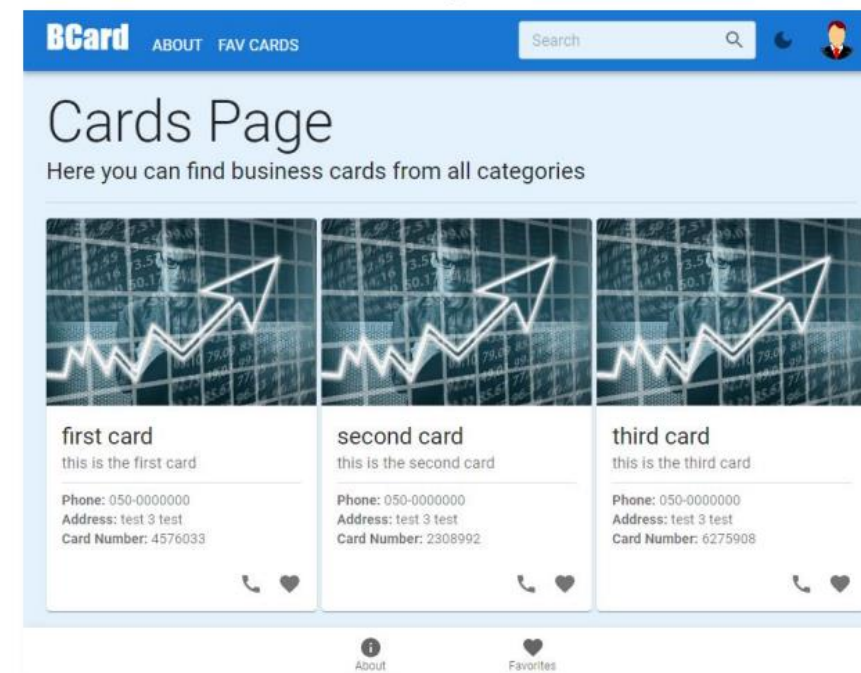 BCard ABOUT FAV CARDS Search
Cards Page
Here you can find business cards from all categories
first card
this is the first card
Phone: 050-0000000
Address: test 3 test
Card Number: 4576033
second card
this is the second card
Phone: 050-0000000
Address: test 3 test
Card Number: 2308992
third card
this is the third card
Phone: 050-0000000
Address: test 3 test
Card Number: 6275908
About Favorites